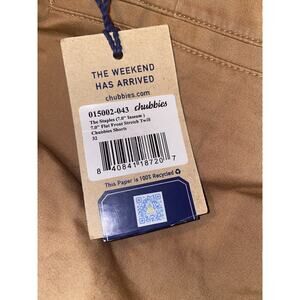 THE WEEKEND
HAS ARRIVED
chubbies.com
015002-043 chubbies
The Staples (7.0" Inseam )
7.0" Flat Front Stretch Twill
Chubbies Shorts
32
8 40841 18720 7
This Paper is 100% Recycled